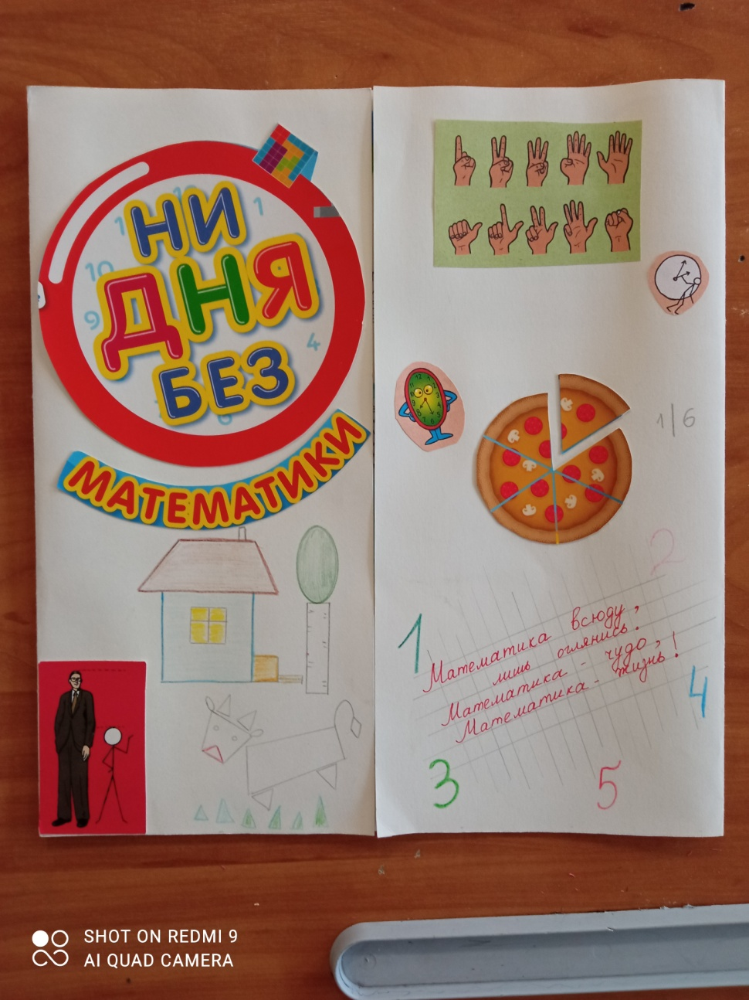 НИ
ДНЯ
БЕЗ
МАТЕМАТИКИ
1/6
Математика всюду,
лишь оглянись.
Математика - чудо,
Математика - жизнь!
1
2
3
4
5
SHOT ON REDMI 9
AI QUAD CAMERA